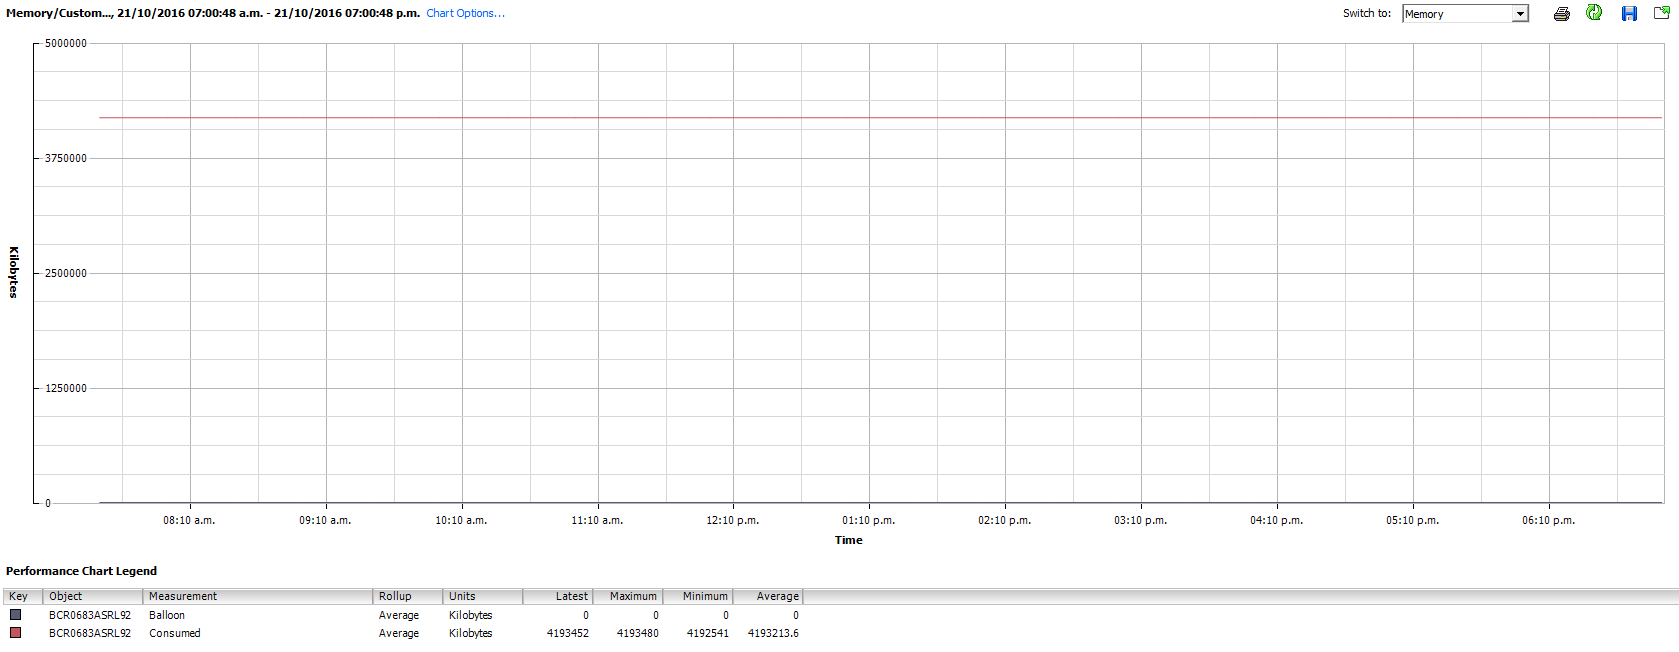 Memory/Custom..., 21/10/2016 07:00:48 a.m. - 21/10/2016 07:00:48 p.m. Chart Options... Switch to: Memory
5000000
3750000
Kilobytes
2500000
1250000
0
08:10 a.m. 09:10 a.m. 10:10 a.m. 11:10 a.m. 12:10 p.m. 01:10 p.m. 02:10 p.m. 03:10 p.m. 04:10 p.m. 05:10 p.m. 06:10 p.m.
Time
Performance Chart Legend
Key Object Measurement Rollup Units Latest Maximum Minimum Average
BCR0683ASRL92 Balloon Average Kilobytes 0 0 0 0
BCR0683ASRL92 Consumed Average Kilobytes 4193452 4193480 4192541 4193213.6